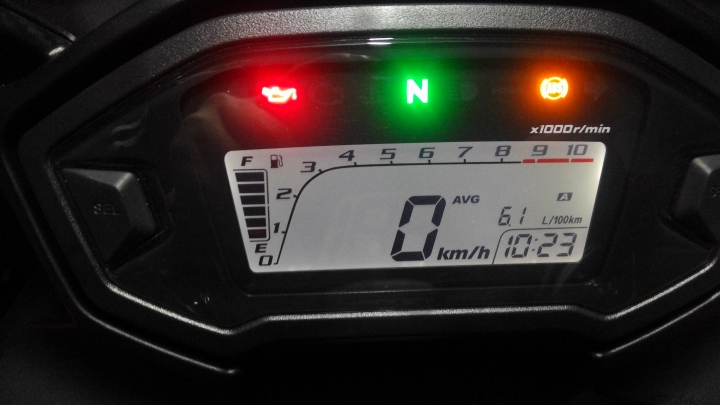 ABS
N
x1000r/min
F
3 4 5 6 7 8 9 10
2
1
E
0
AVG
A
0 km/h
6.1 L/100km
10:23
SEL